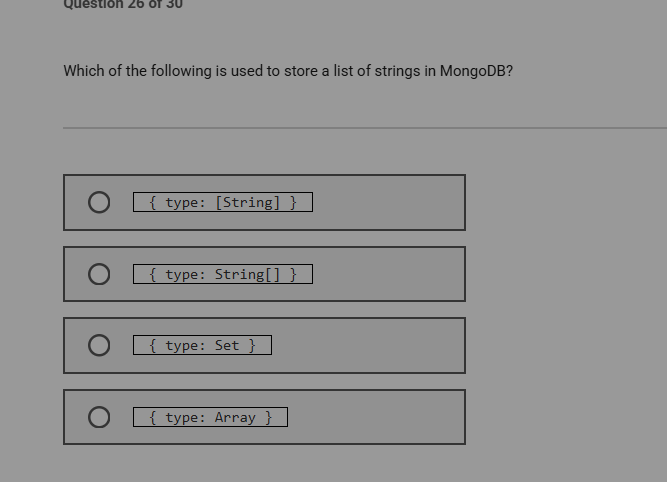 Question 26 of 30
Which of the following is used to store a list of strings in MongoDB?
{ type: [String] }
{ type: String[] }
{ type: Set }
{ type: Array }